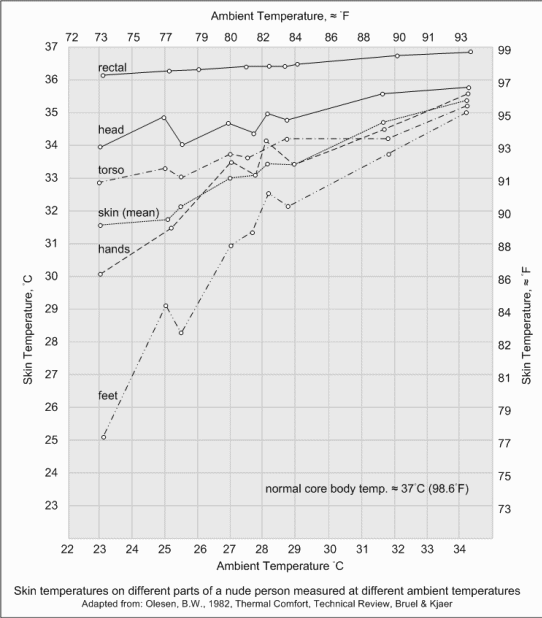 Ambient Temperature, ≈ °F
72 73 75 77 79 80 82 84 86 88 89 90 91 93
37
36
35
34
33
32
31
30
29
28
27
26
25
24
23
Skin Temperature, °C
99
97
95
93
91
90
88
86
84
82
81
79
77
75
73
Skin Temperature, ≈ °F
rectal
head
torso
skin (mean)
hands
feet
normal core body temp. ≈ 37°C (98.6°F)
22 23 24 25 26 27 28 29 30 31 32 33 34
Ambient Temperature °C
Skin temperatures on different parts of a nude person measured at different ambient temperatures
Adapted from: Olesen, B.W., 1982, Thermal Comfort, Technical Review, Bruel & Kjaer